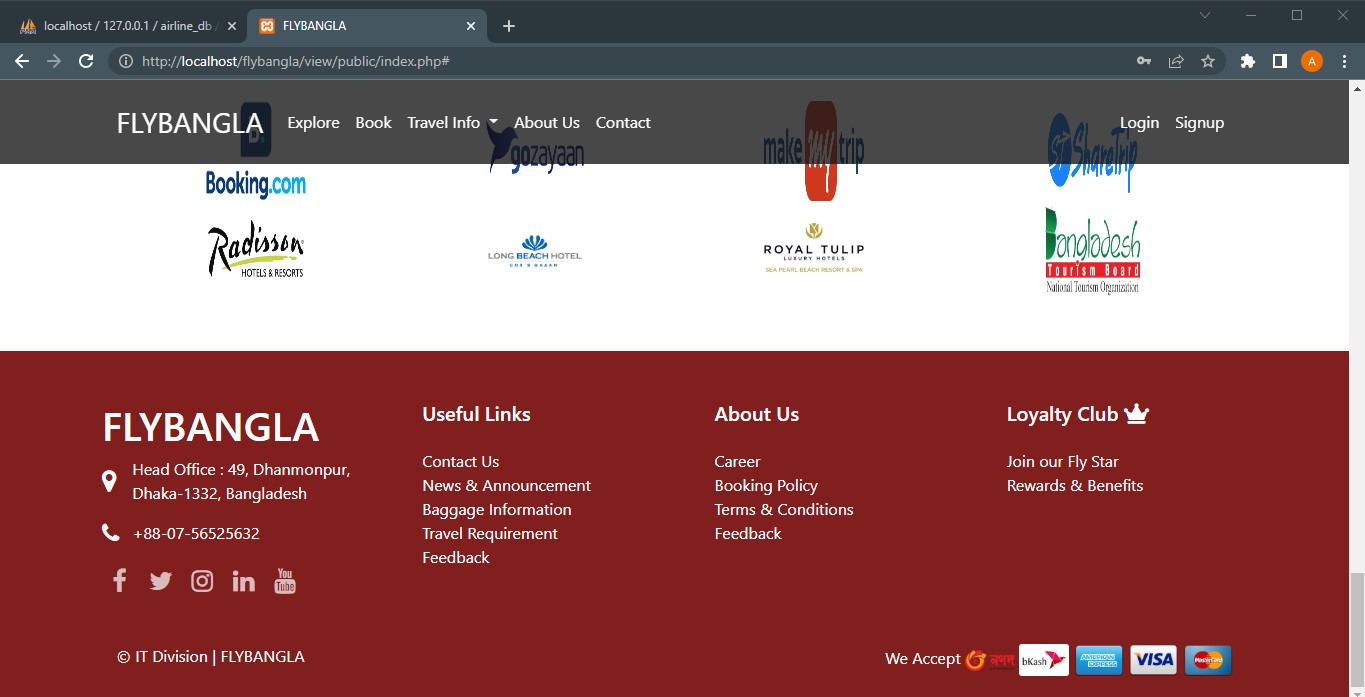 localhost / 127.0.0.1 / airline_db /
FLYBANGLA
http://localhost/flybangla/view/public/index.php#
A
FLYBANGLA Explore Book Travel Info About Us Contact Login Signup
B.
Booking.com
gozayaan
make my trip
ST ShareTrip
Radisson
HOTELS & RESORTS
LONG BEACH HOTEL
COX'S BAZAR
ROYAL TULIP
LUXURY HOTELS
SEA PEARL BEACH RESORT & SPA
Bangladesh
Tourism Board
National Tourism Organization
FLYBANGLA
Head Office : 49, Dhanmonpur,
Dhaka-1332, Bangladesh
+88-07-56525632
You
Tube
Useful Links
Contact Us
News & Announcement
Baggage Information
Travel Requirement
Feedback
About Us
Career
Booking Policy
Terms & Conditions
Feedback
Loyalty Club
Join our Fly Star
Rewards & Benefits
© IT Division | FLYBANGLA
We Accept নগদ bKash AMERICAN EXPRESS VISA MasterCard